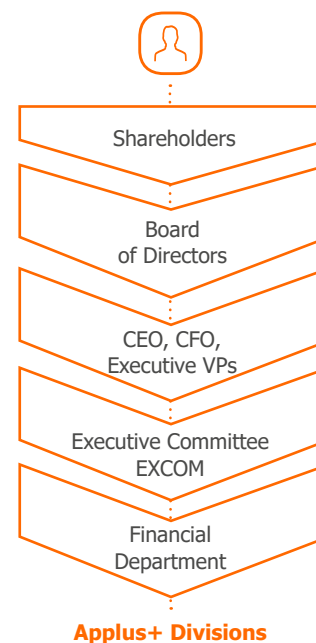 Shareholders
Board
of Directors
CEO, CFO,
Executive VPs
Executive Committee
EXCOM
Financial
Department
Applus+ Divisions